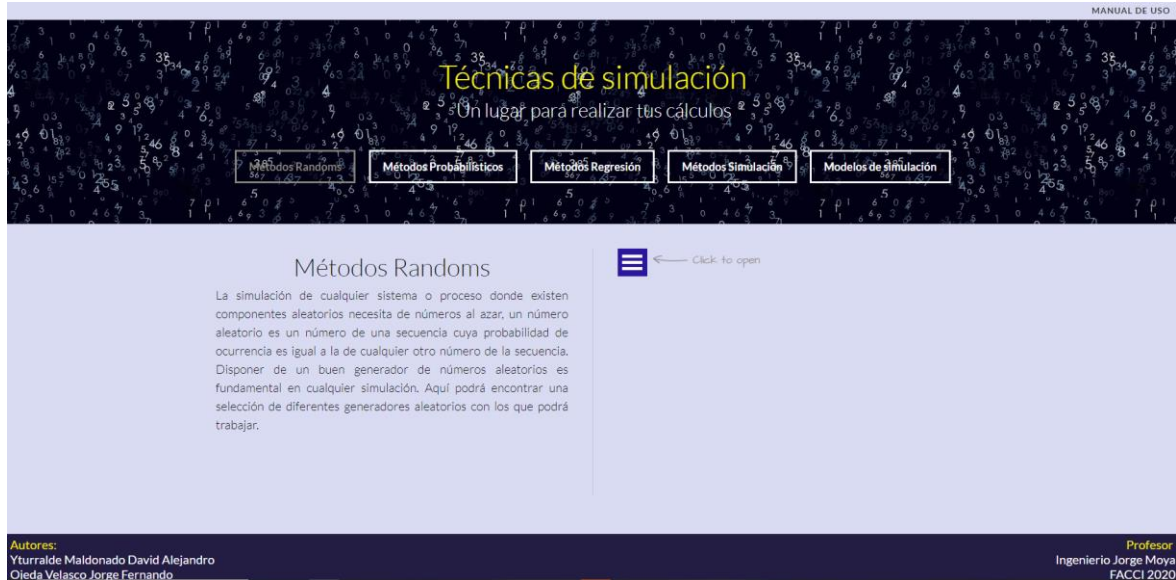 MANUAL DE USO
Técnicas de simulación
Un lugar para realizar tus cálculos
Métodos Randoms
Métodos Probabilísticos
Métodos Regresión
Métodos Simulación
Modelos de simulación
Métodos Randoms
La simulación de cualquier sistema o proceso donde existen
componentes aleatorios necesita de números al azar, un número
aleatorio es un número de una secuencia cuya probabilidad de
ocurrencia es igual a la de cualquier otro número de la secuencia.
Disponer de un buen generador de números aleatorios es
fundamental en cualquier simulación. Aquí podrá encontrar una
selección de diferentes generadores aleatorios con los que podrá
trabajar.
Click to open
Autores:
Yturralde Maldonado David Alejandro
Ojeda Velasco Jorge Fernando
Profesor
Ingenierio Jorge Moya
FACCI 2020